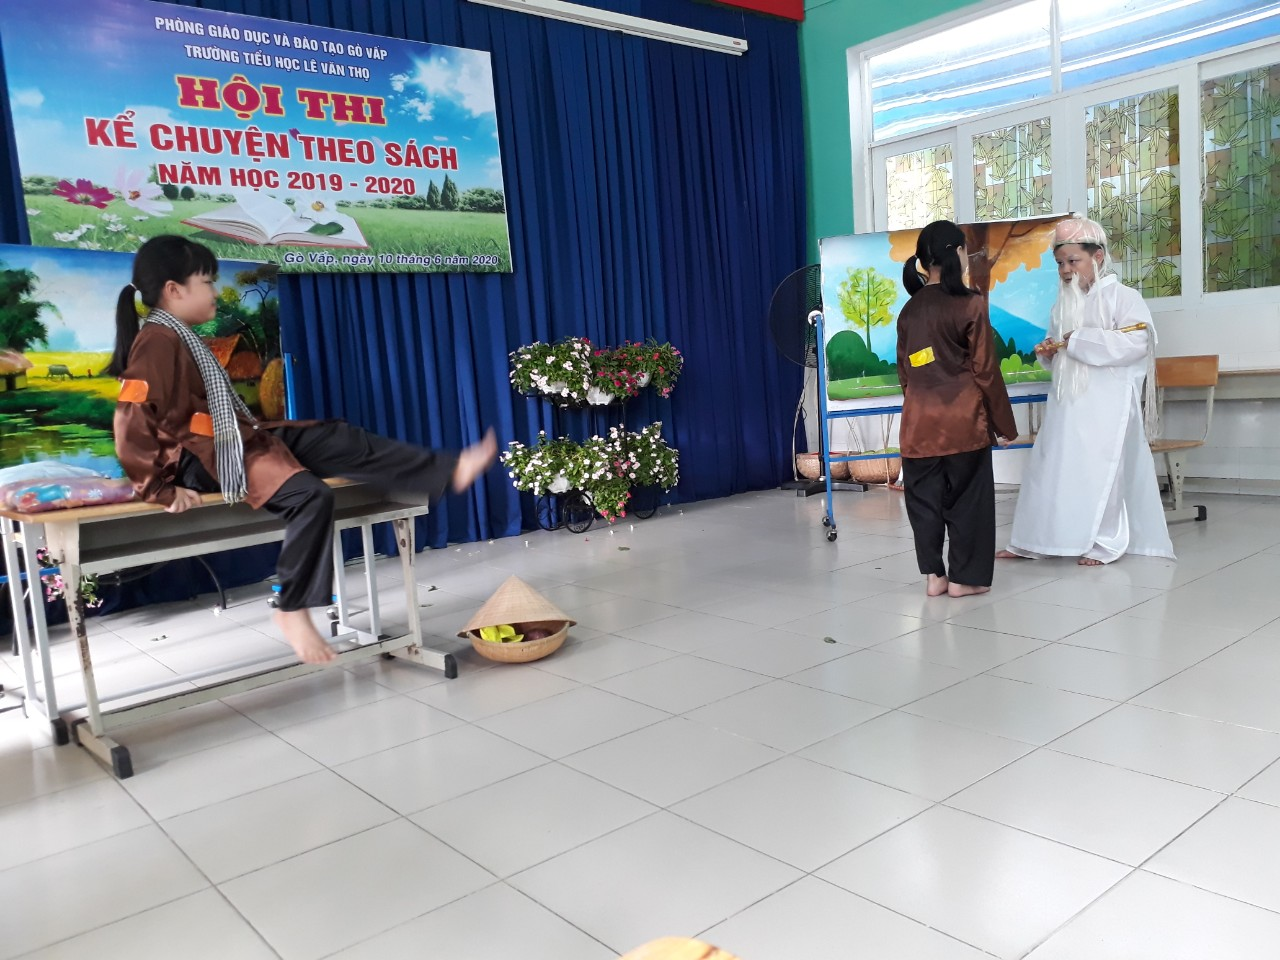 PHÒNG GIÁO DỤC VÀ ĐÀO TẠO GÒ VẤP
TRƯỜNG TIỂU HỌC LÊ VĂN THỌ
HỘI THI
KỂ CHUYỆN THEO SÁCH
NĂM HỌC 2019 - 2020
Gò Vấp, ngày 10 tháng 6 năm 2020